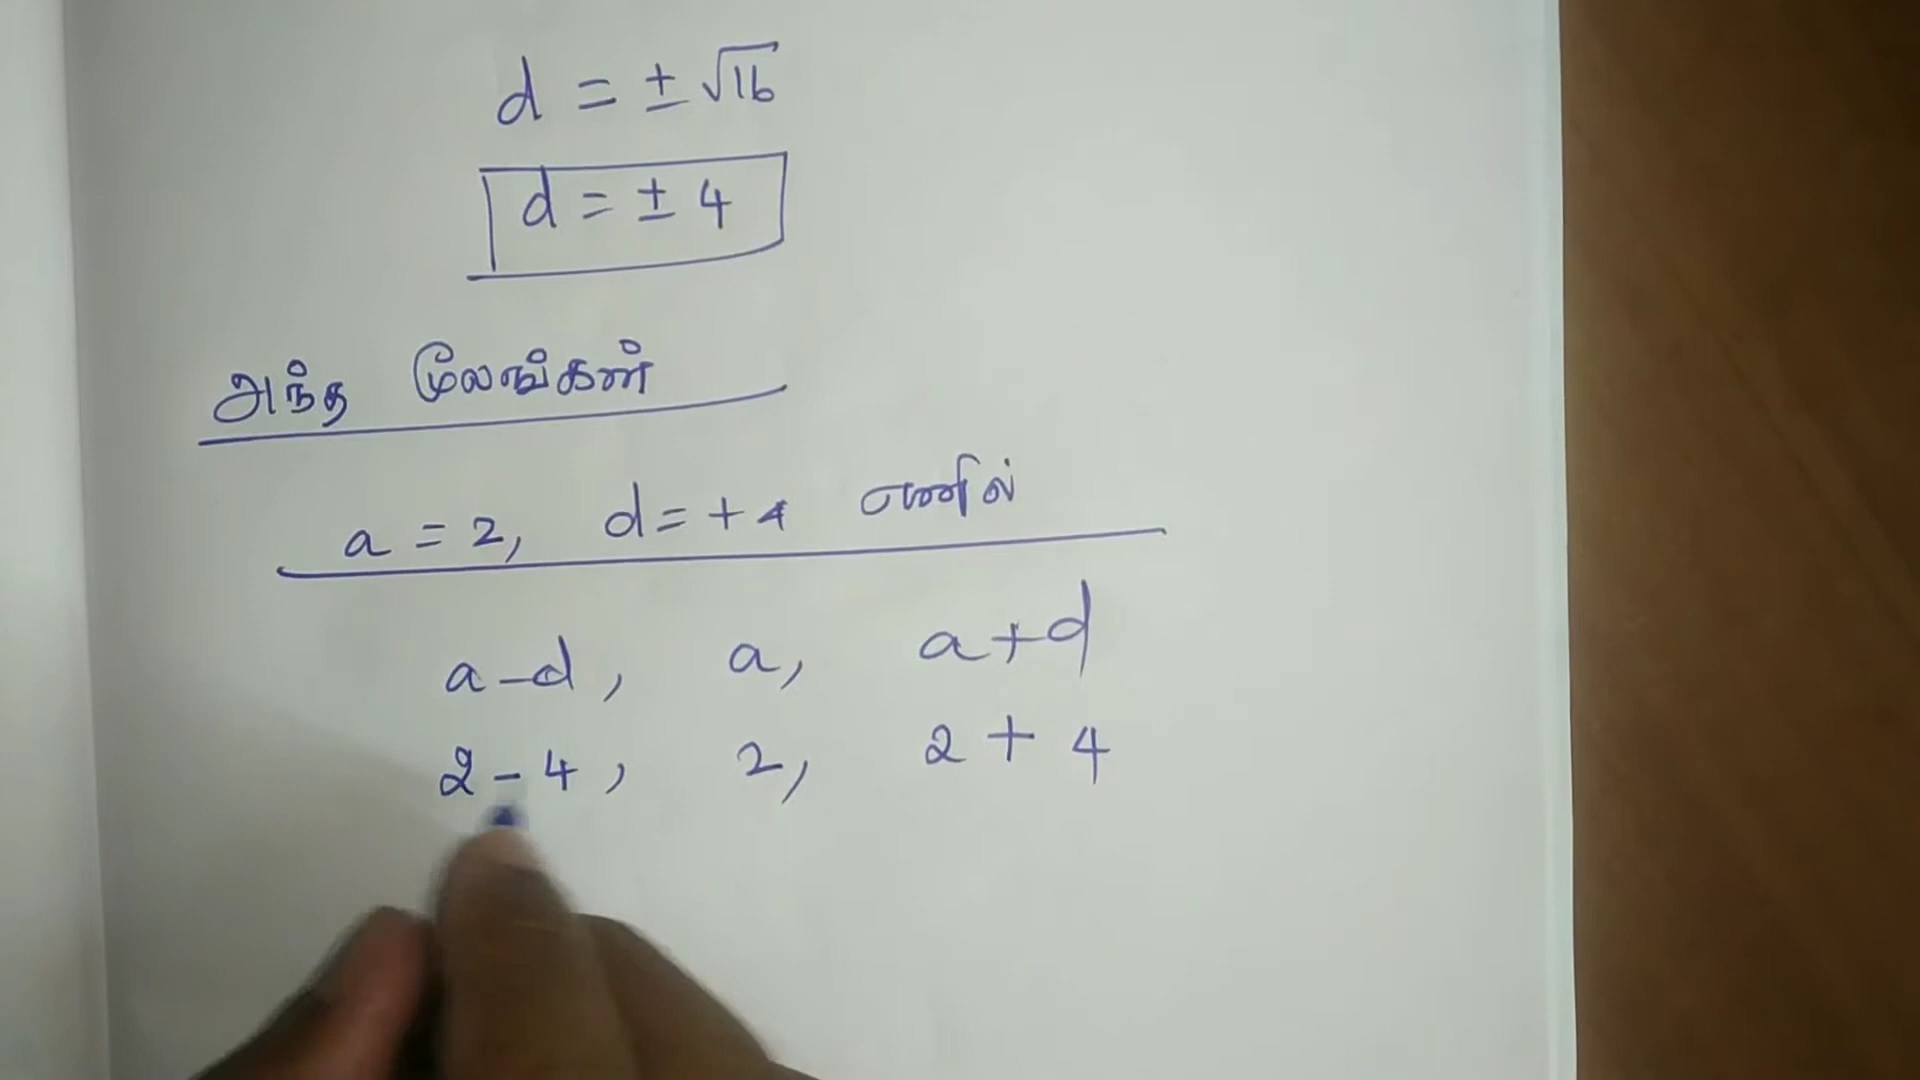 d = ± √16
d = ± 4
அந்த மூலங்கள்
a = 2, d = + 4 எனில்
a - d, a, a + d
2 - 4, 2, 2 + 4